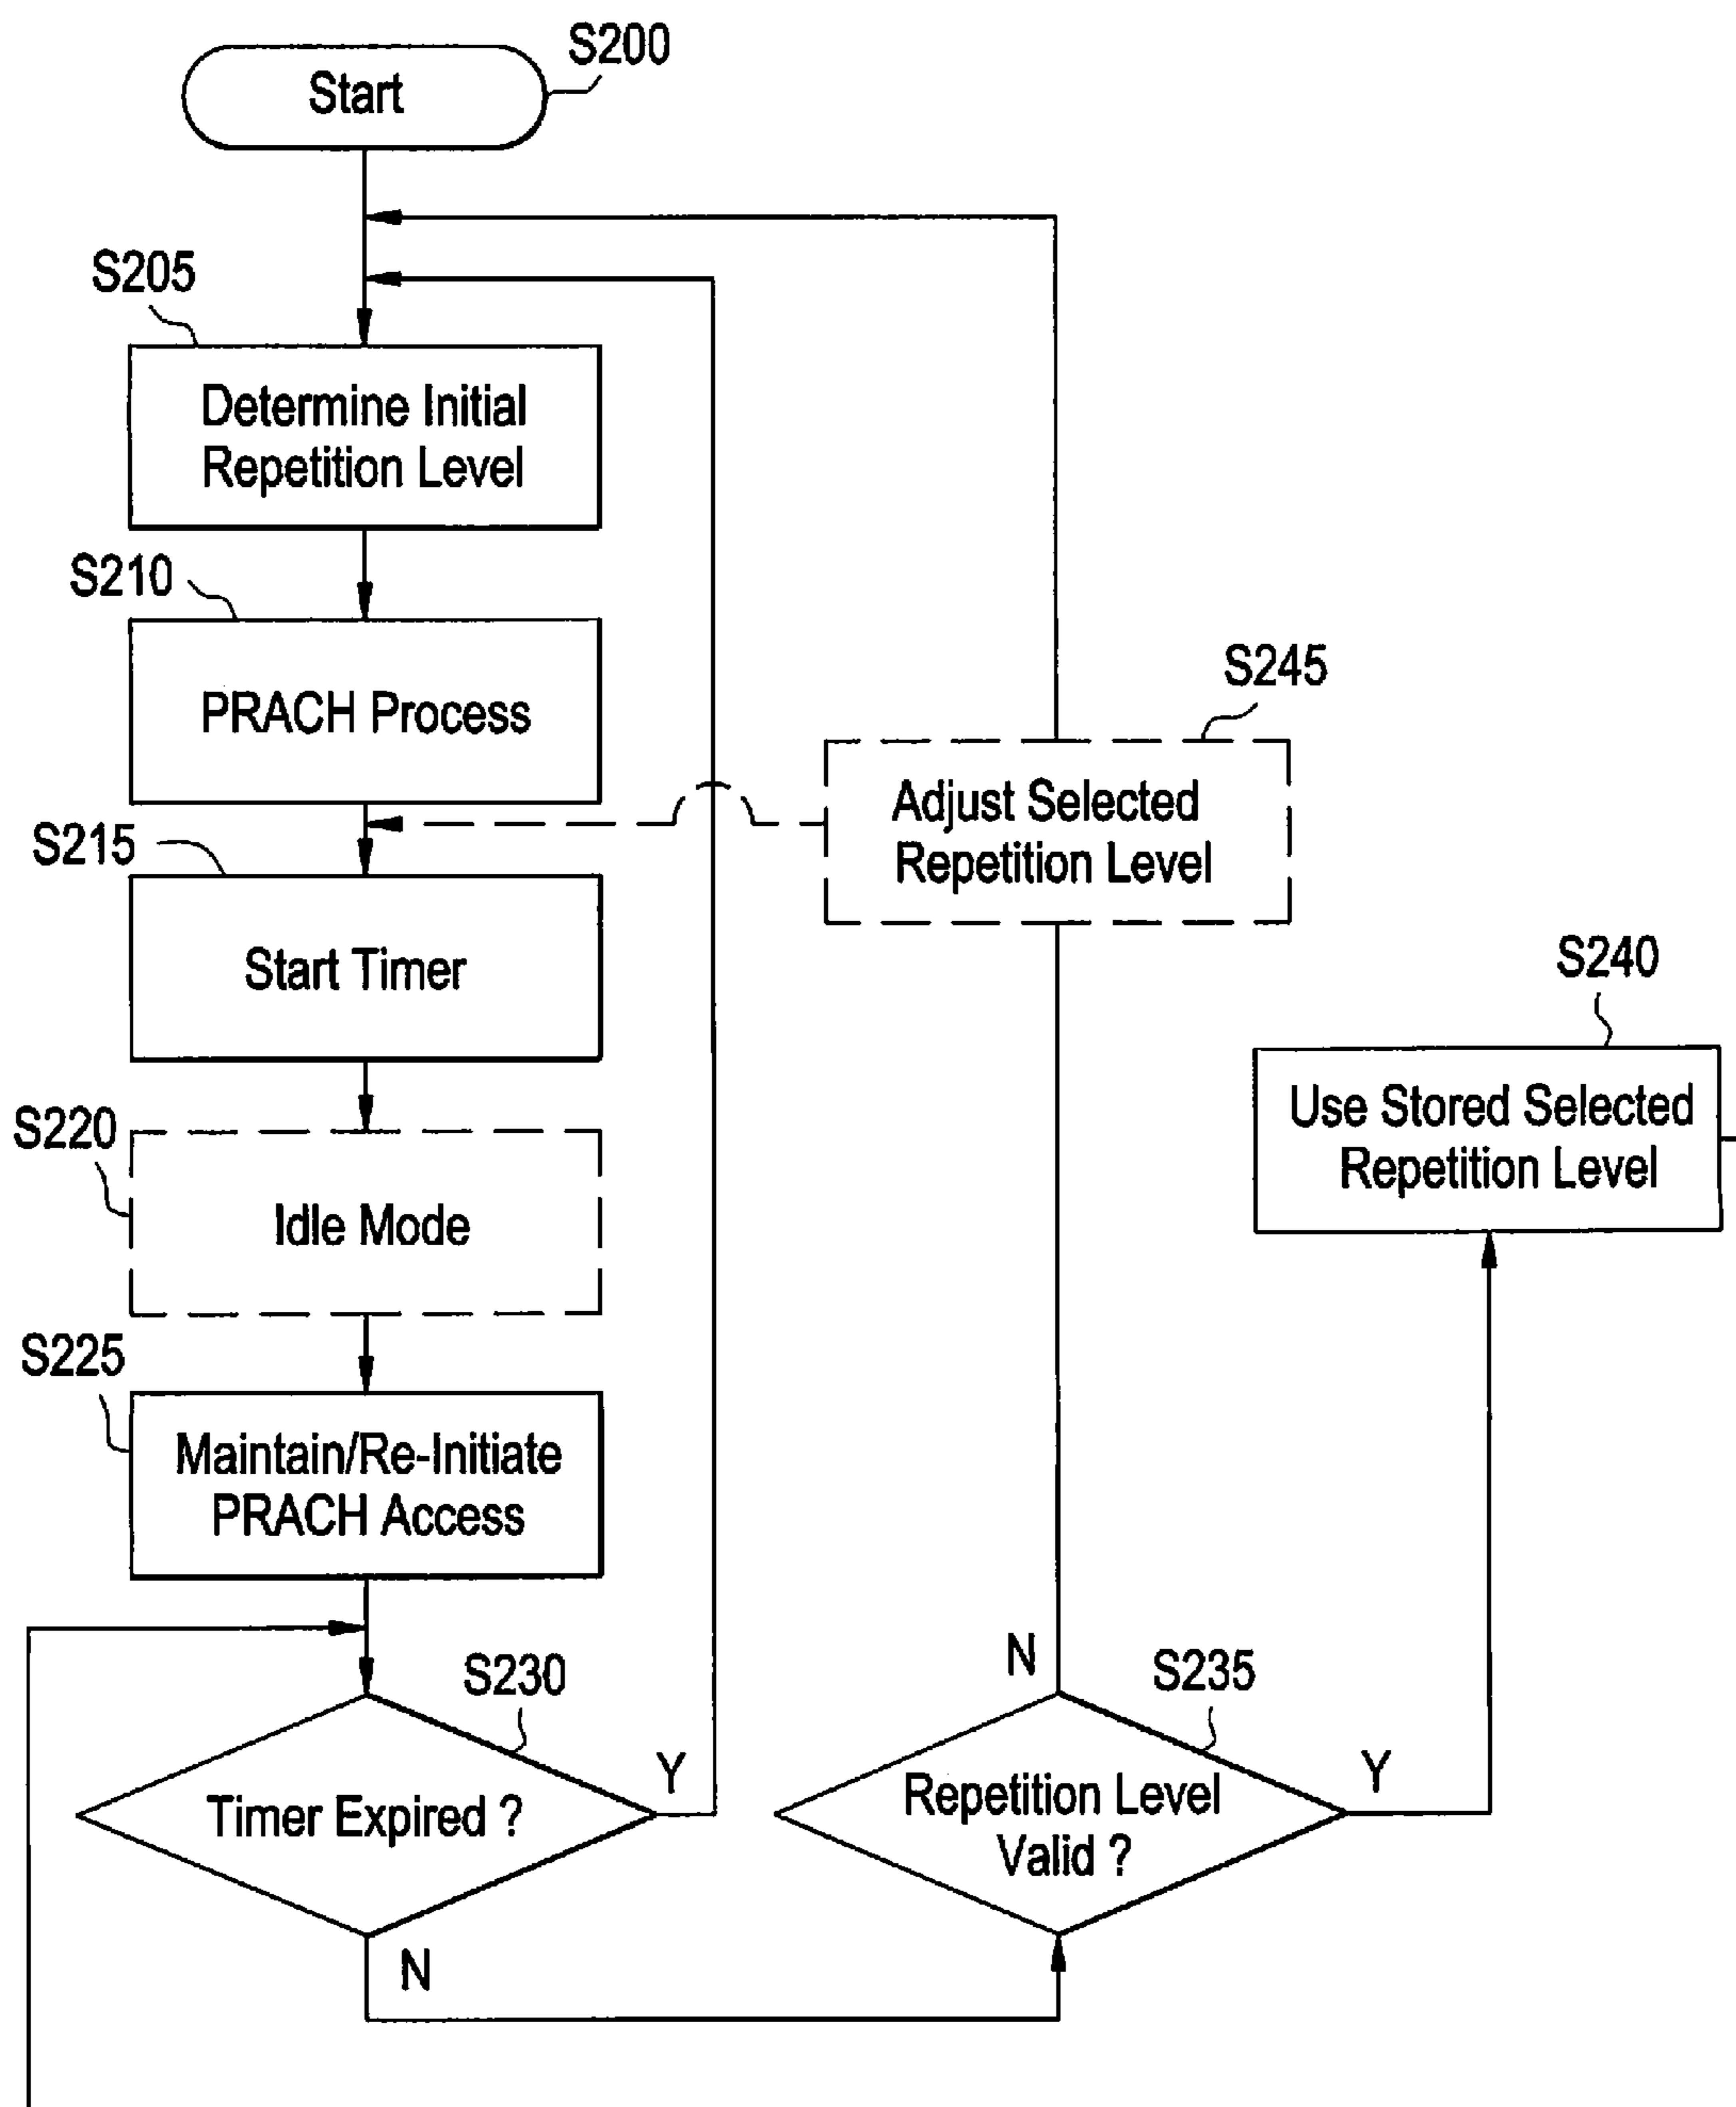 S200
Start
S205
Determine Initial
Repetition Level
S210
PRACH Process
S245
Adjust Selected
Repetition Level
S215
Start Timer
S240
Use Stored Selected
Repetition Level
S220
Idle Mode
S225
Maintain/Re-Initiate
PRACH Access
S230
Timer Expired ?
Y
N
S235
N
Repetition Level
Valid ?
Y